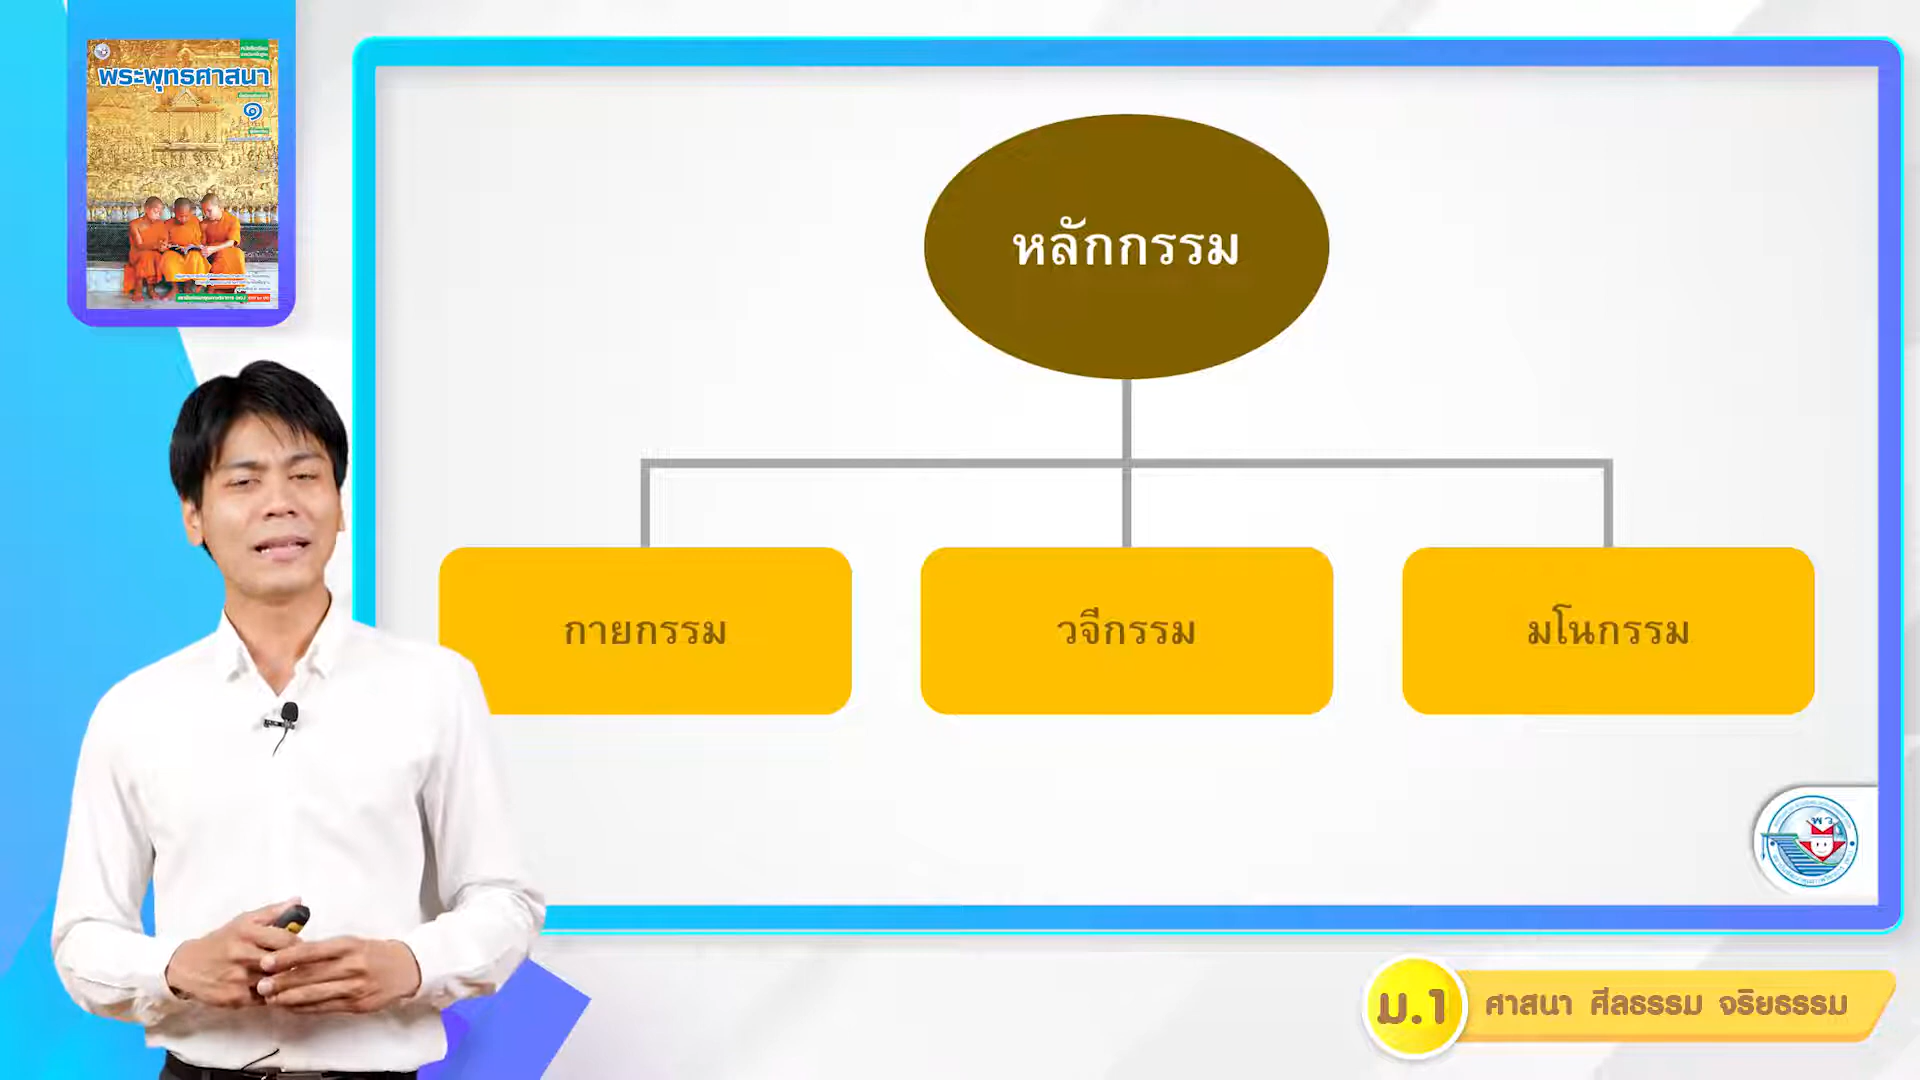 พระพุทธศาสนา
๑
หลักกรรม
กายกรรม
วจีกรรม
มโนกรรม
พว
ม.1
ศาสนา ศีลธรรม จริยธรรม